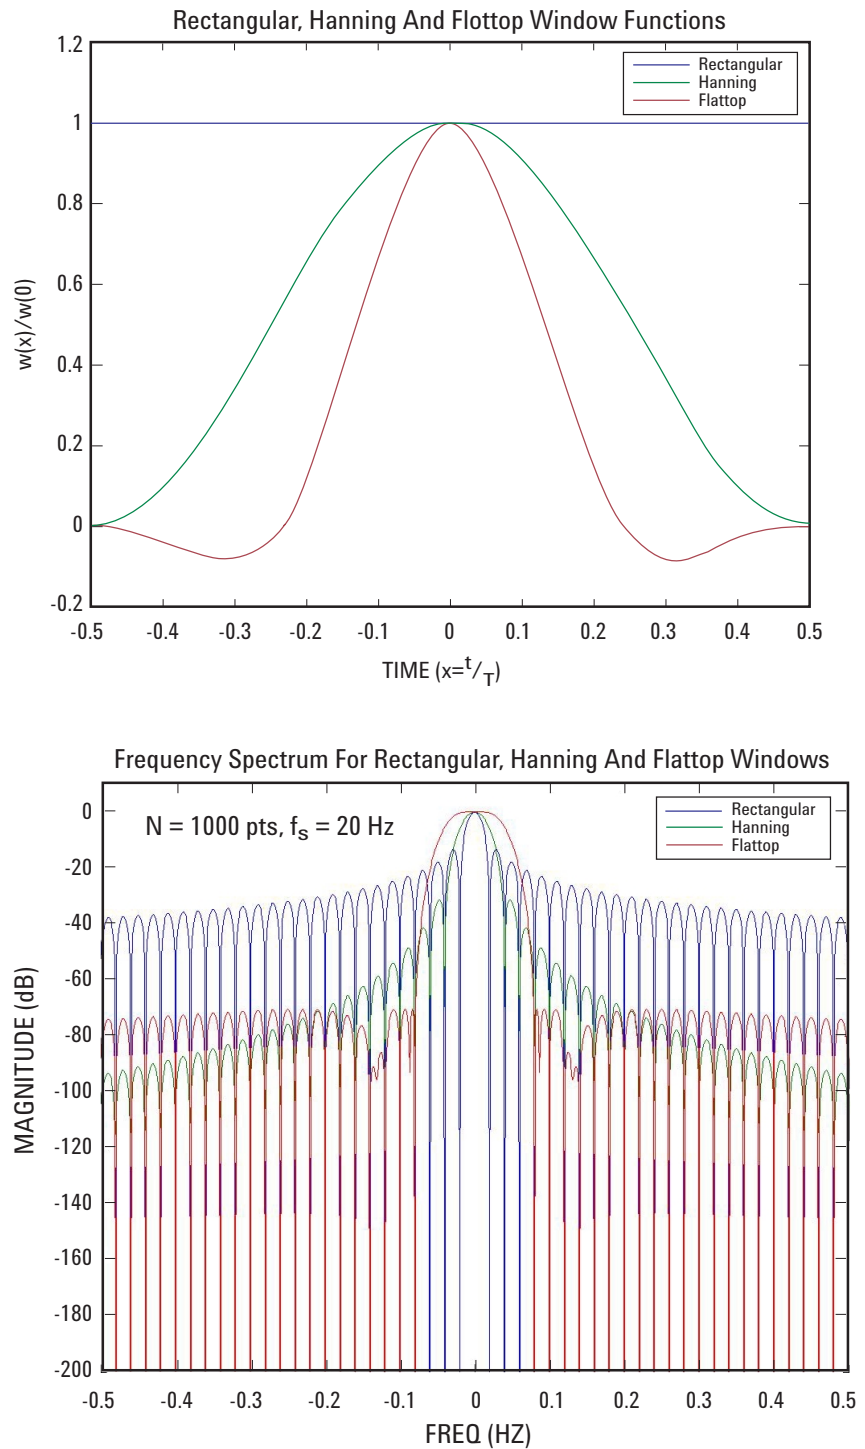 Rectangular, Hanning And Flottop Window Functions
1.2
Rectangular
Hanning
Flattop
1
0.8
0.6
w(x)/w(0)
0.4
0.2
0
-0.2
-0.5 -0.3 -0.3 -0.2 -0.1 0 0.1 0.2 0.3 0.4 0.5
TIME (x=t/T)
Frequency Spectrum For Rectangular, Hanning And Flattop Windows
0
N = 1000 pts, fs = 20 Hz
Rectangular
Hanning
Flattop
-20
-40
-60
-80
MAGNITUDE (dB)
-100
-120
-140
-160
-180
-200
-0.5 -0.4 -0.3 -0.2 -0.1 0 0.1 0.2 0.3 0.4 0.5
FREQ (HZ)